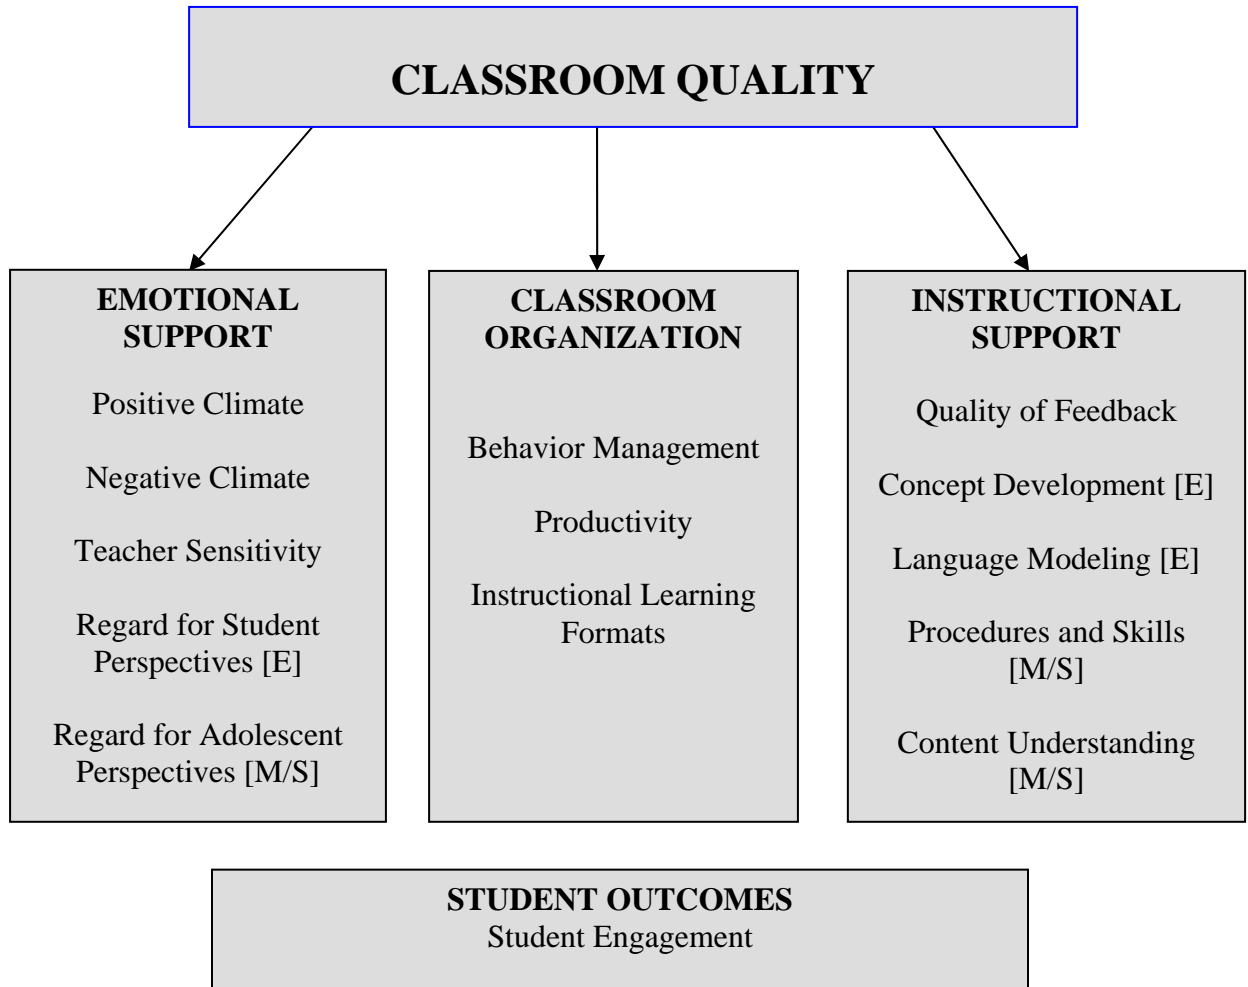 CLASSROOM QUALITY
EMOTIONAL
SUPPORT
Positive Climate
Negative Climate
Teacher Sensitivity
Regard for Student
Perspectives [E]
Regard for Adolescent
Perspectives [M/S]
CLASSROOM
ORGANIZATION
Behavior Management
Productivity
Instructional Learning
Formats
INSTRUCTIONAL
SUPPORT
Quality of Feedback
Concept Development [E]
Language Modeling [E]
Procedures and Skills
[M/S]
Content Understanding
[M/S]
STUDENT OUTCOMES
Student Engagement